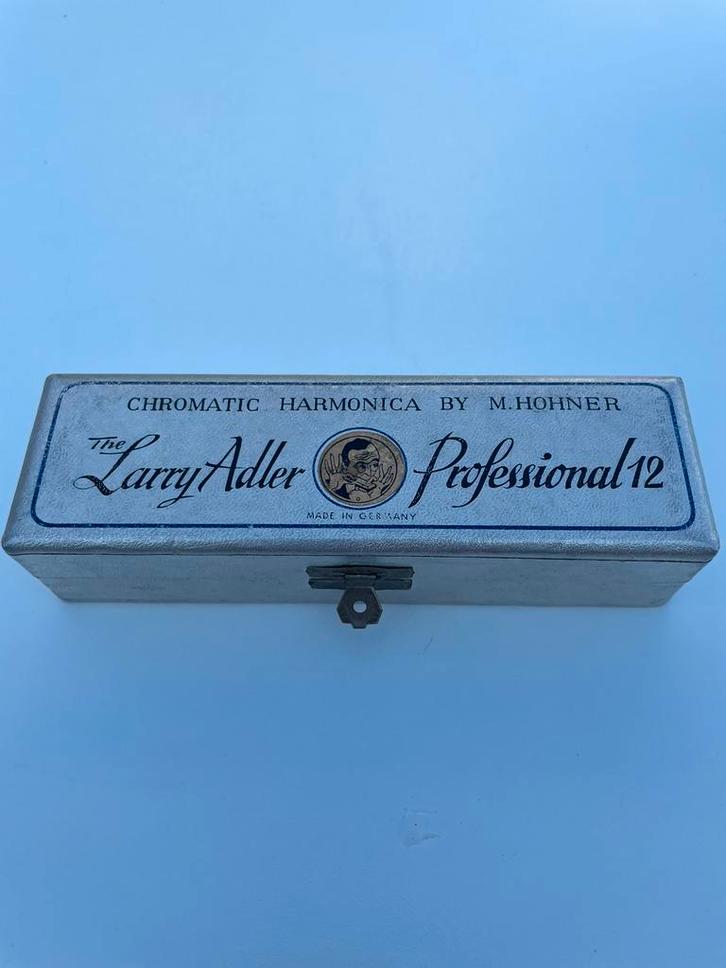 CHROMATIC HARMONICA BY M.HOHNER
The Larry Adler Professional 12
MADE IN GERMANY